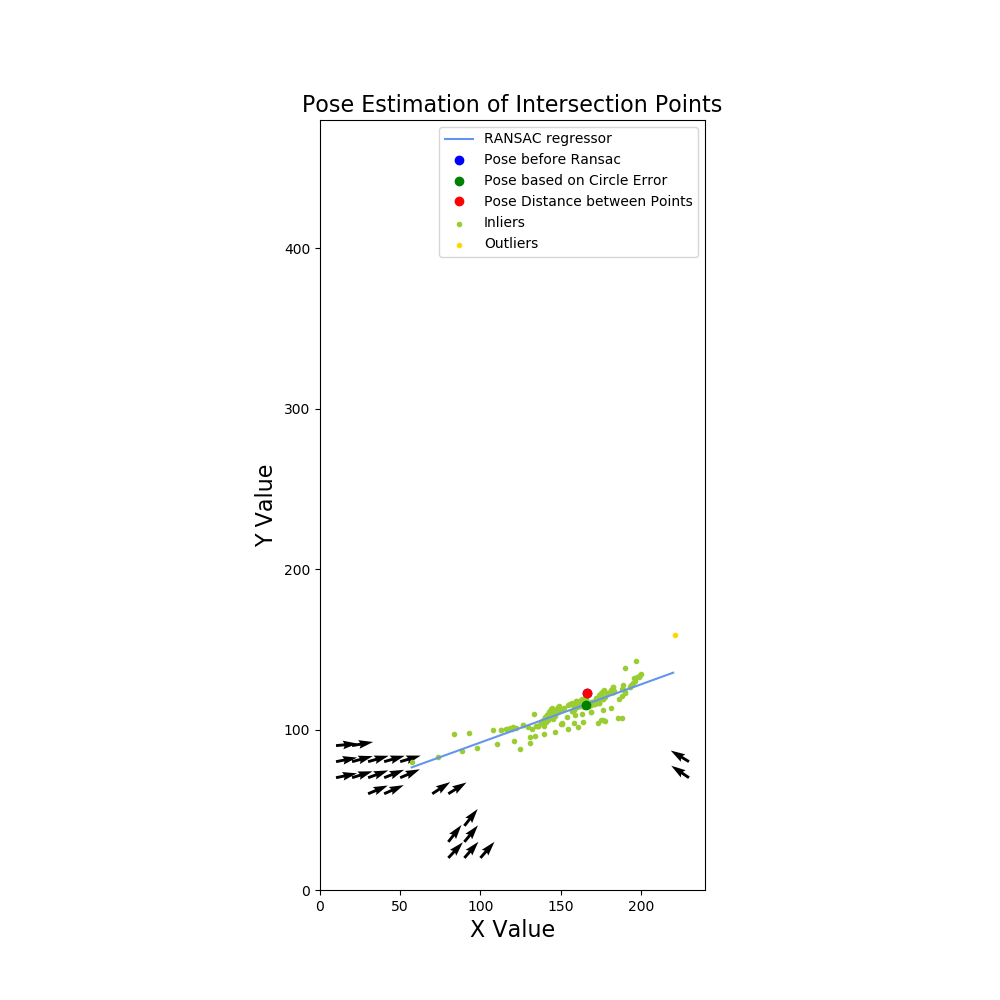 Pose Estimation of Intersection Points
RANSAC regressor
Pose before Ransac
Pose based on Circle Error
Pose Distance between Points
Inliers
Outliers
400
300
200
100
0
Y Value
0 50 100 150 200
X Value